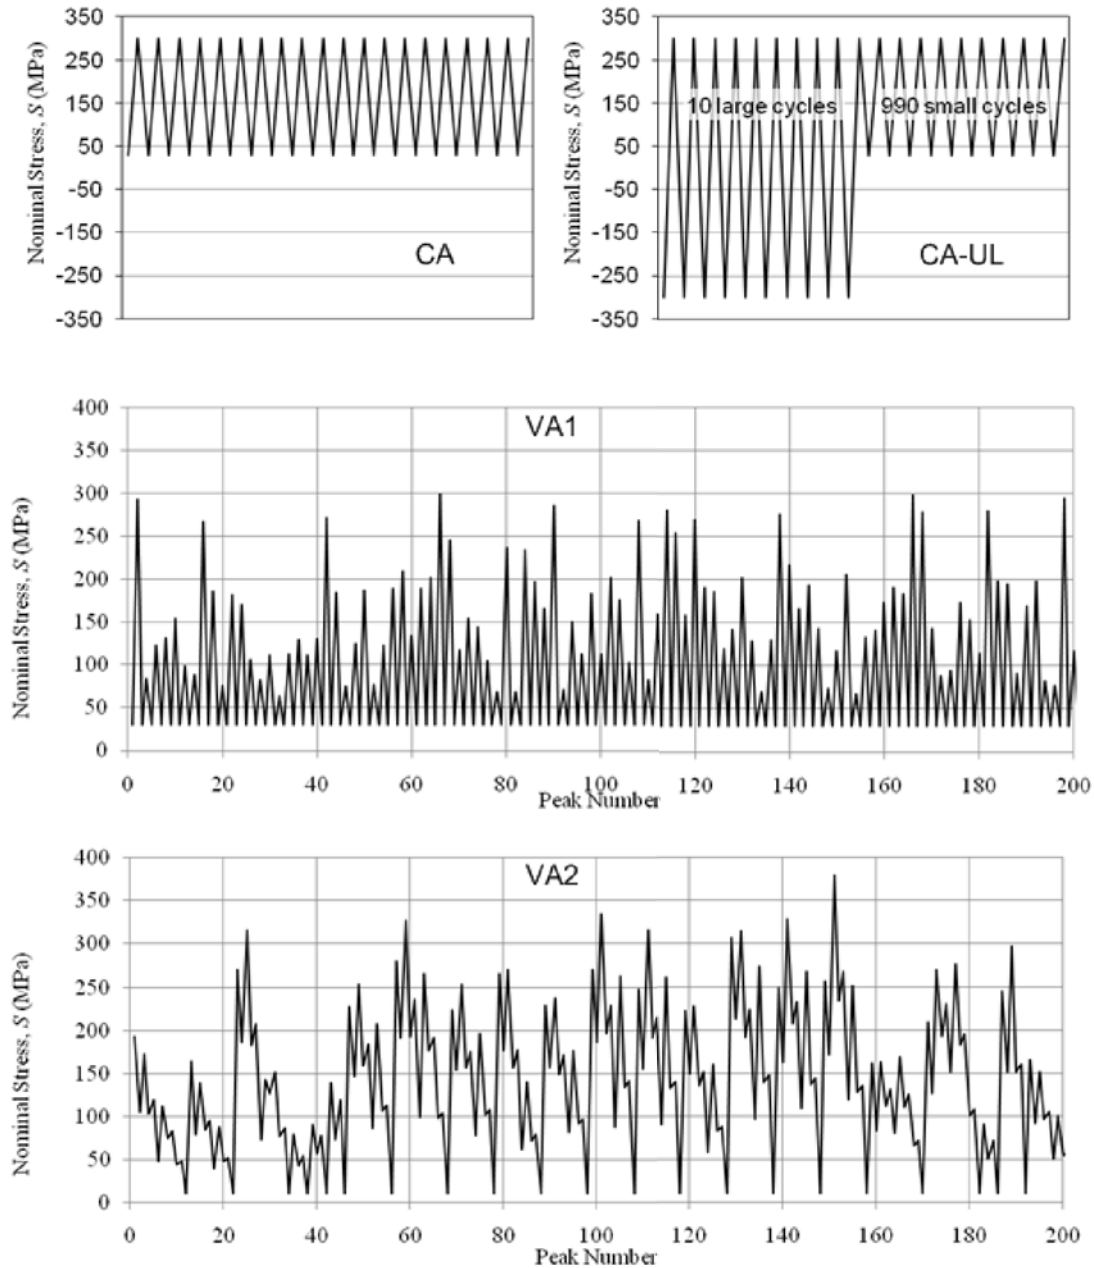 350
250
150
50
-50
-150
-250
-350
Nominal Stress, S (MPa)
CA
350
250
150
50
-50
-150
-250
-350
Nominal Stress, S (MPa)
10 large cycles
990 small cycles
CA-UL
400
350
300
250
200
150
100
50
0
Nominal Stress, S (MPa)
VA1
0 20 40 60 80 100 120 140 160 180 200
Peak Number
400
350
300
250
200
150
100
50
0
Nominal Stress, S (MPa)
VA2
0 20 40 60 80 100 120 140 160 180 200
Peak Number